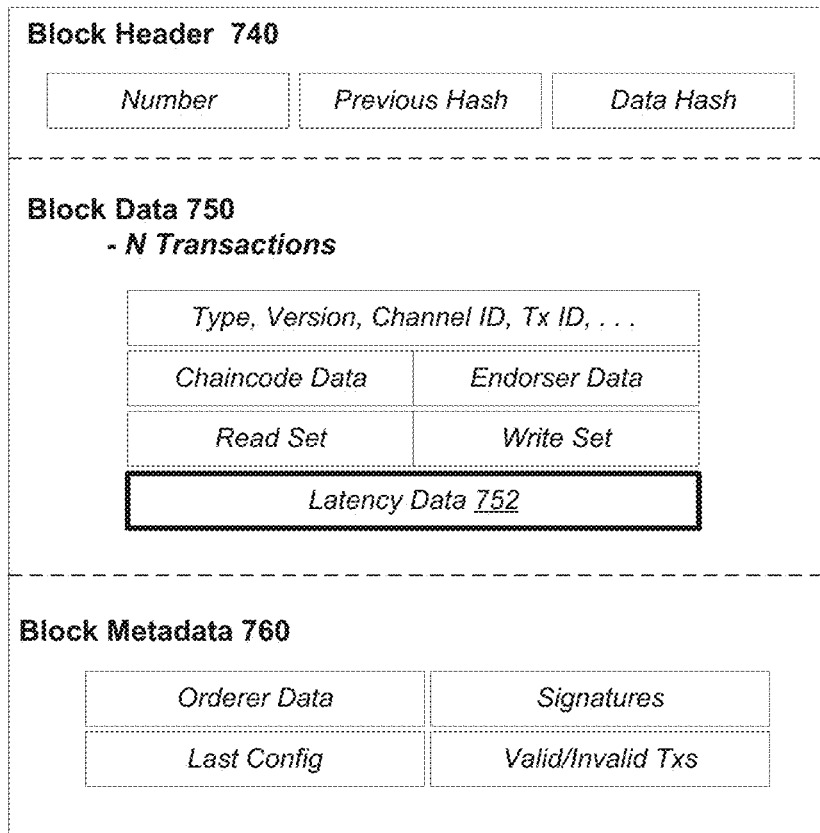 Block Header 740
Number Previous Hash Data Hash
Block Data 750
- N Transactions
Type, Version, Channel ID, Tx ID, . . .
Chaincode Data Endorser Data
Read Set Write Set
Latency Data 752
Block Metadata 760
Orderer Data Signatures
Last Config Valid/Invalid Txs